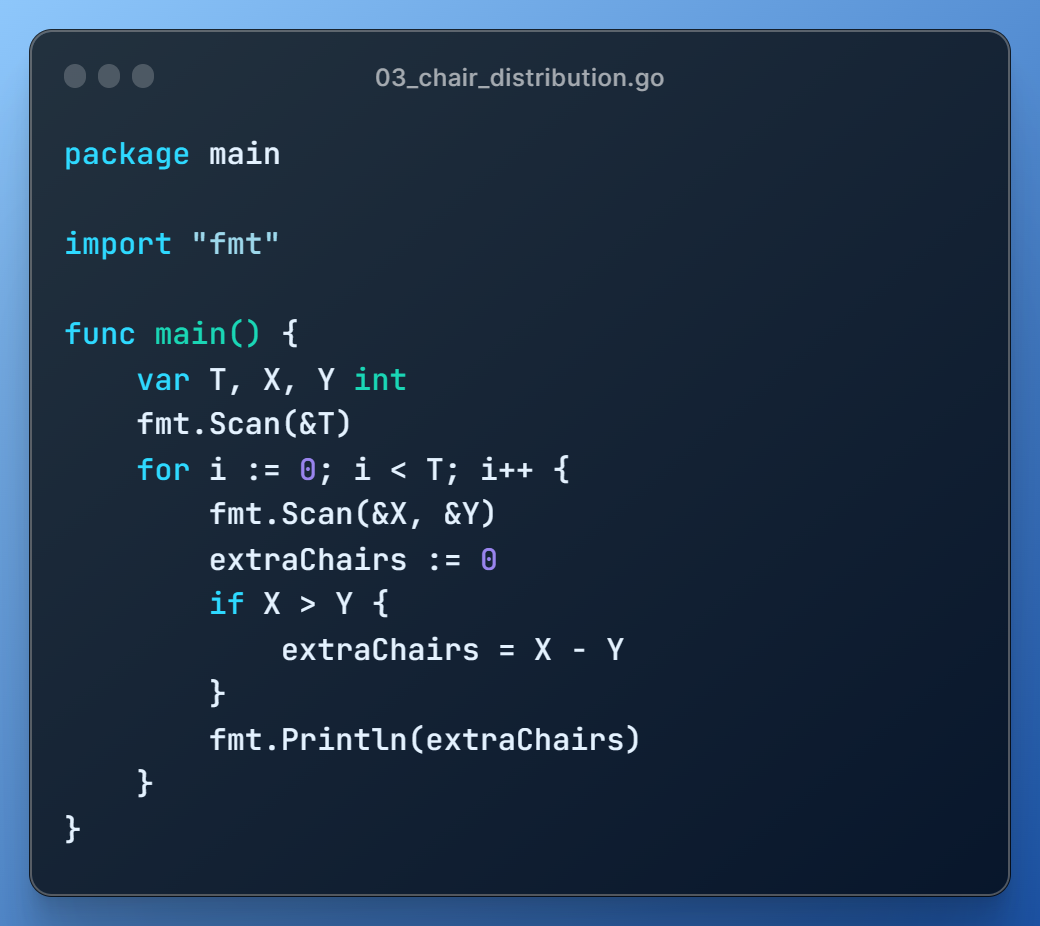 03_chair_distribution.go
package main
import "fmt"
func main() {
    var T, X, Y int
    fmt.Scan(&T)
    for i := 0; i < T; i++ {
        fmt.Scan(&X, &Y)
        extraChairs := 0
        if X > Y {
            extraChairs = X - Y
        }
        fmt.Println(extraChairs)
    }
}